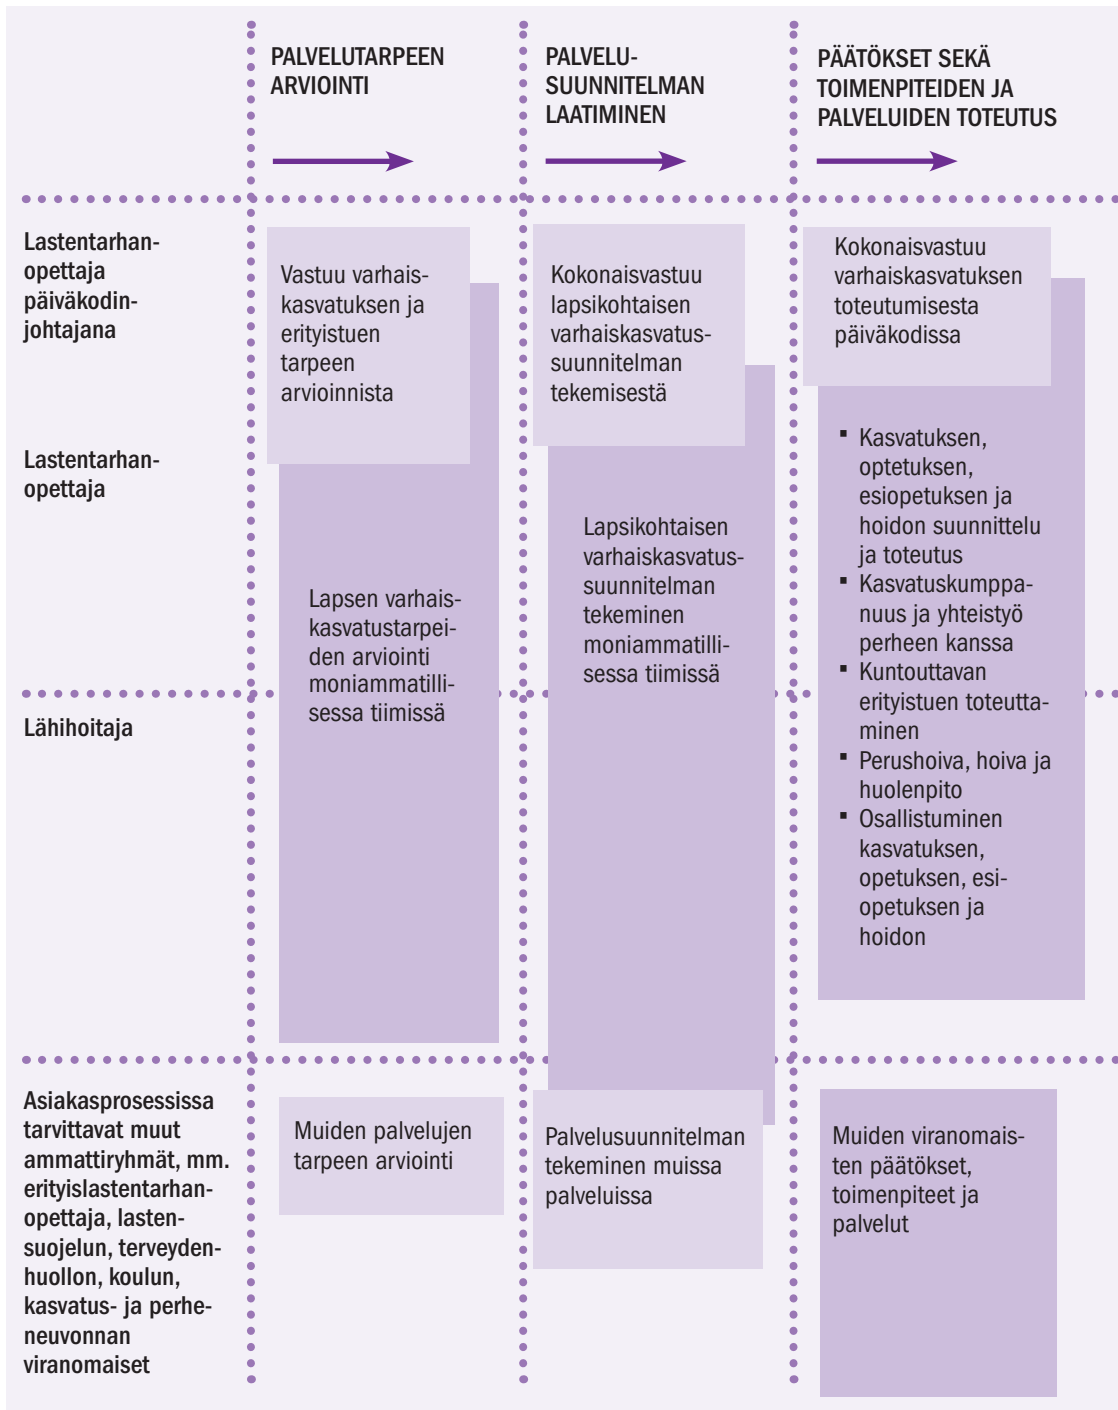 PALVELUTARPEEN
ARVIOINTI
PALVELU-
SUUNNITELMAN
LAATIMINEN
PÄÄTÖKSET SEKÄ
TOIMENPITEIDEN JA
PALVELUIDEN TOTEUTUS
Lastentarhan-
opettaja
päiväkodin-
johtajana
Vastuu varhais-
kasvatuksen ja
erityistuen
tarpeen
arvioinnista
Kokonaisvastuu
lapsikohtaisen
varhaiskasvatus-
suunnitelman
tekemisestä
Kokonaisvastuu
varhaiskasvatuksen
toteutumisesta
päiväkodissa
Lastentarhan-
opettaja
Lapsen varhais-
kasvatustarpei-
den arviointi
moniammatilli-
sessa tiimissä
Lapsikohtaisen
varhaiskasvatus-
suunnitelman
tekeminen
moniammatilli-
sessa tiimissä
▪ Kasvatuksen,
optetuksen,
esiopetuksen ja
hoidon suunnittelu
ja toteutus
▪ Kasvatuskumppa-
nuus ja yhteistyö
perheen kanssa
▪ Kuntouttavan
erityistuen toteutta-
minen
▪ Perushoiva, hoiva ja
huolenpito
▪ Osallistuminen
kasvatuksen,
opetuksen, esi-
opetuksen ja
hoidon
Lähihoitaja
Asiakasprosessissa
tarvittavat muut
ammattiryhmät, mm.
erityislastentarhan-
opettaja, lasten-
suojelun, terveyden-
huollon, koulun,
kasvatus- ja perhe-
neuvonnan
viranomaiset
Muiden palvelujen
tarpeen arviointi
Palvelusuunnitelman
tekeminen muissa
palveluissa
Muiden viranomais-
ten päätökset,
toimenpiteet ja
palvelut